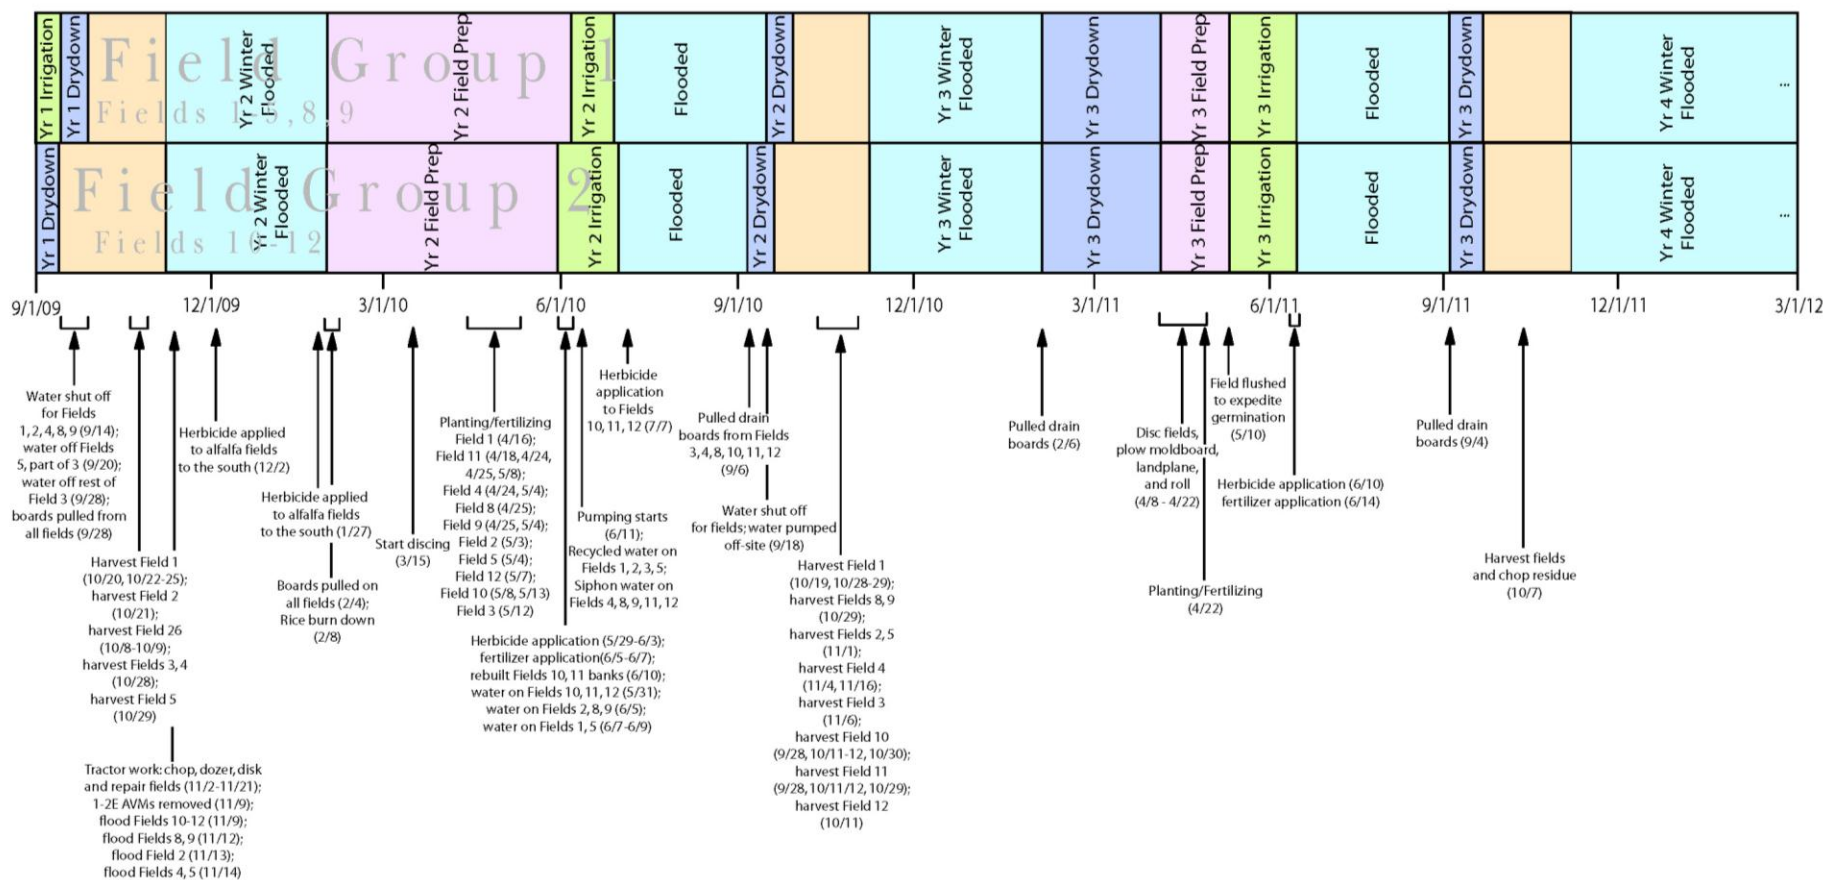 Field Group 1
Fields 1-5,8,9
Yr 1 Irrigation
Yr 1 Drydown
Yr 2 Winter
Flooded
Yr 2 Field Prep
Yr 2 Irrigation
Flooded
Yr 2 Drydown
Yr 3 Winter
Flooded
Yr 3 Drydown
Yr 3 Field Prep
Yr 3 Irrigation
Flooded
Yr 3 Drydown
Yr 4 Winter
Flooded
...
Field Group 2
Fields 10-12
Yr 1 Drydown
Yr 2 Winter
Flooded
Yr 2 Field Prep
Yr 2 Irrigation
Flooded
Yr 2 Drydown
Yr 3 Winter
Flooded
Yr 3 Drydown
Yr 3 Field Prep
Yr 3 Irrigation
Flooded
Yr 3 Drydown
Yr 4 Winter
Flooded
...
9/1/09
12/1/09
3/1/10
6/1/10
9/1/10
12/1/10
3/1/11
6/1/11
9/1/11
12/1/11
3/1/12
Water shut off
for Fields
1,2,4,8,9 (9/14);
water off Fields
5, part of 3 (9/20);
water off rest of
Field 3 (9/28);
boards pulled from
all fields (9/28)
Harvest Field 1
(10/20, 10/22-25);
harvest Field 2
(10/21);
harvest Field 26
(10/8-10/9);
harvest Fields 3, 4
(10/28);
harvest Field 5
(10/29)
Tractor work: chop, dozer, disk
and repair fields (11/2-11/21);
1-2E AVMs removed (11/9);
flood Fields 10-12 (11/9);
flood Fields 8, 9 (11/12);
flood Field 2 (11/13);
flood Fields 4, 5 (11/14)
Herbicide applied
to alfalfa fields
to the south (12/2)
Herbicide applied
to alfalfa fields
to the south (1/27)
Boards pulled on
all fields (2/4);
Rice burn down
(2/8)
Start discing
(3/15)
Planting/fertilizing
Field 1 (4/16);
Field 11 (4/18, 4/24,
4/25, 5/8);
Field 4 (4/24, 5/4);
Field 8 (4/25);
Field 9 (4/25, 5/4);
Field 2 (5/3);
Field 5 (5/4);
Field 12 (5/7);
Field 10 (5/8, 5/13)
Field 3 (5/12)
Herbicide application (5/29-6/3);
fertilizer application(6/5-6/7);
rebuilt Fields 10, 11 banks (6/10);
water on Fields 10, 11, 12 (5/31);
water on Fields 2, 8, 9 (6/5);
water on Fields 1, 5 (6/7-6/9)
Pumping starts
(6/11);
Recycled water on
Fields 1, 2, 3, 5;
Siphon water on
Fields 4, 8, 9, 11, 12
Herbicide
application
to Fields
10, 11, 12 (7/7)
Pulled drain
boards from Fields
3,4,8, 10, 11, 12
(9/6)
Water shut off
for fields; water pumped
off-site (9/18)
Harvest Field 1
(10/19, 10/28-29);
harvest Fields 8, 9
(10/29);
harvest Fields 2, 5
(11/1);
harvest Field 4
(11/4, 11/16);
harvest Field 3
(11/6);
harvest Field 10
(9/28, 10/11-12, 10/30);
harvest Field 11
(9/28, 10/11/12, 10/29);
harvest Field 12
(10/11)
Pulled drain
boards (2/6)
Disc fields,
plow moldboard,
landplane,
and roll
(4/8 - 4/22)
Planting/Fertilizing
(4/22)
Field flushed
to expedite
germination
(5/10)
Herbicide application (6/10)
fertilizer application (6/14)
Pulled drain
boards (9/4)
Harvest fields
and chop residue
(10/7)